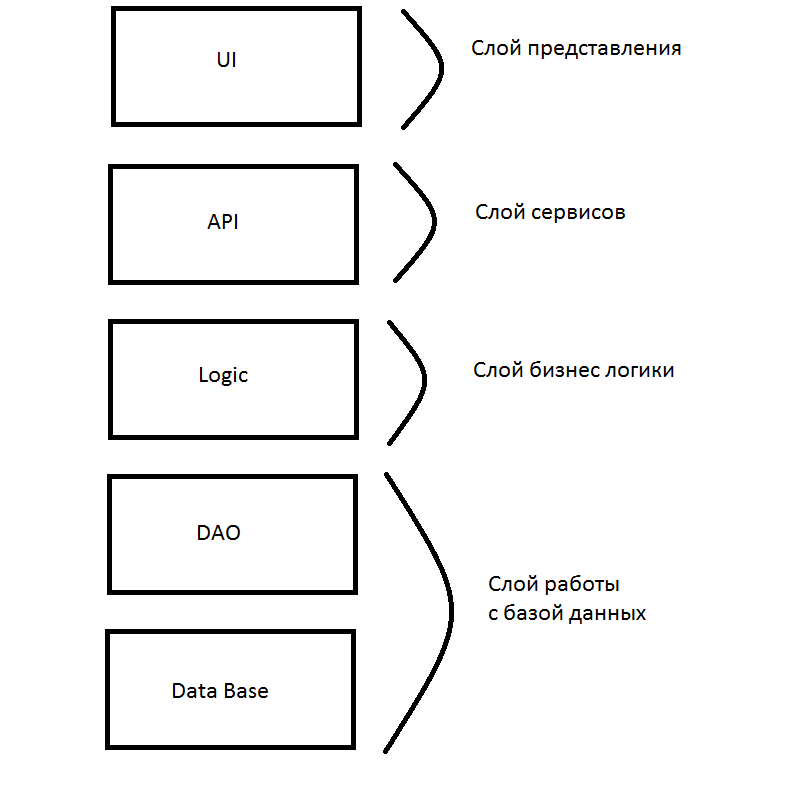 UI
Слой представления
API
Слой сервисов
Logic
Слой бизнес логики
DAO
Слой работы
с базой данных
Data Base